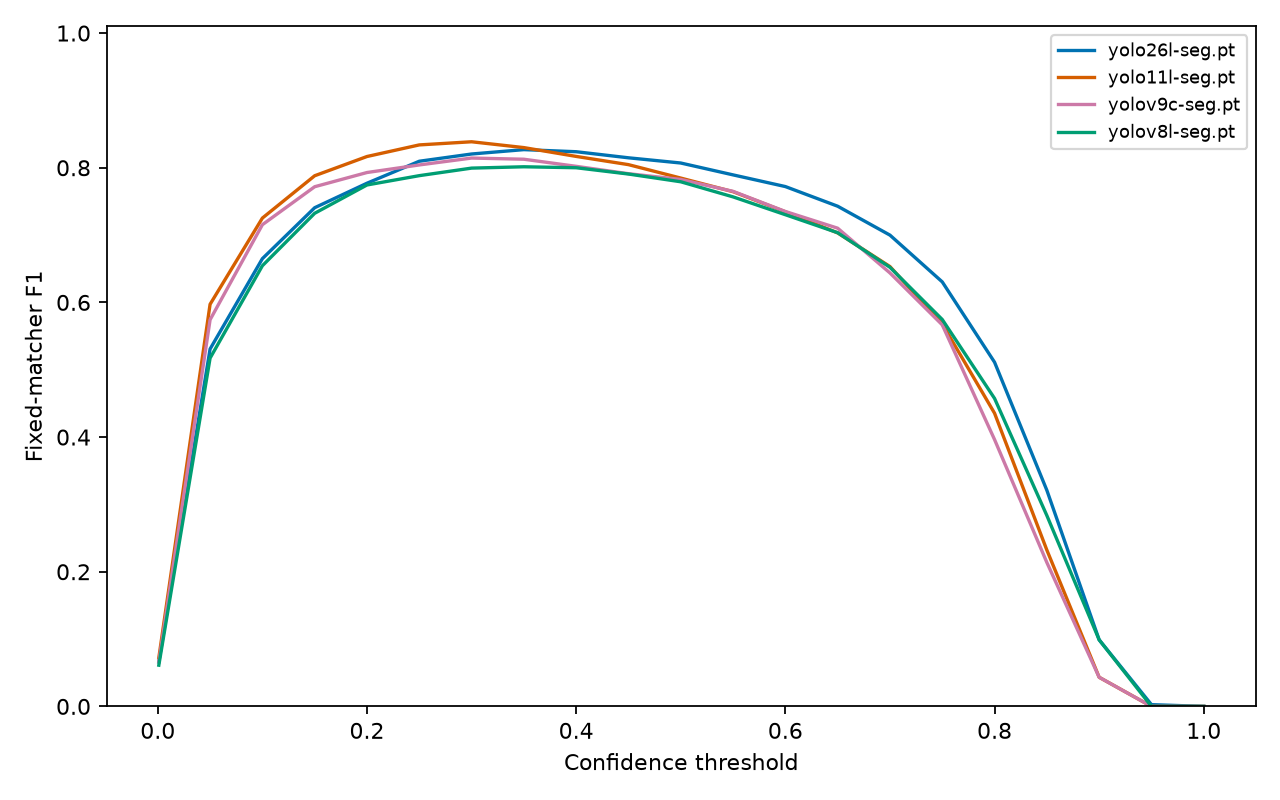 1.0
0.8
0.6
0.4
0.2
0.0
Fixed-matcher F1
yolo26l-seg.pt
yolo11l-seg.pt
yolov9c-seg.pt
yolov8l-seg.pt
0.0 0.2 0.4 0.6 0.8 1.0
Confidence threshold